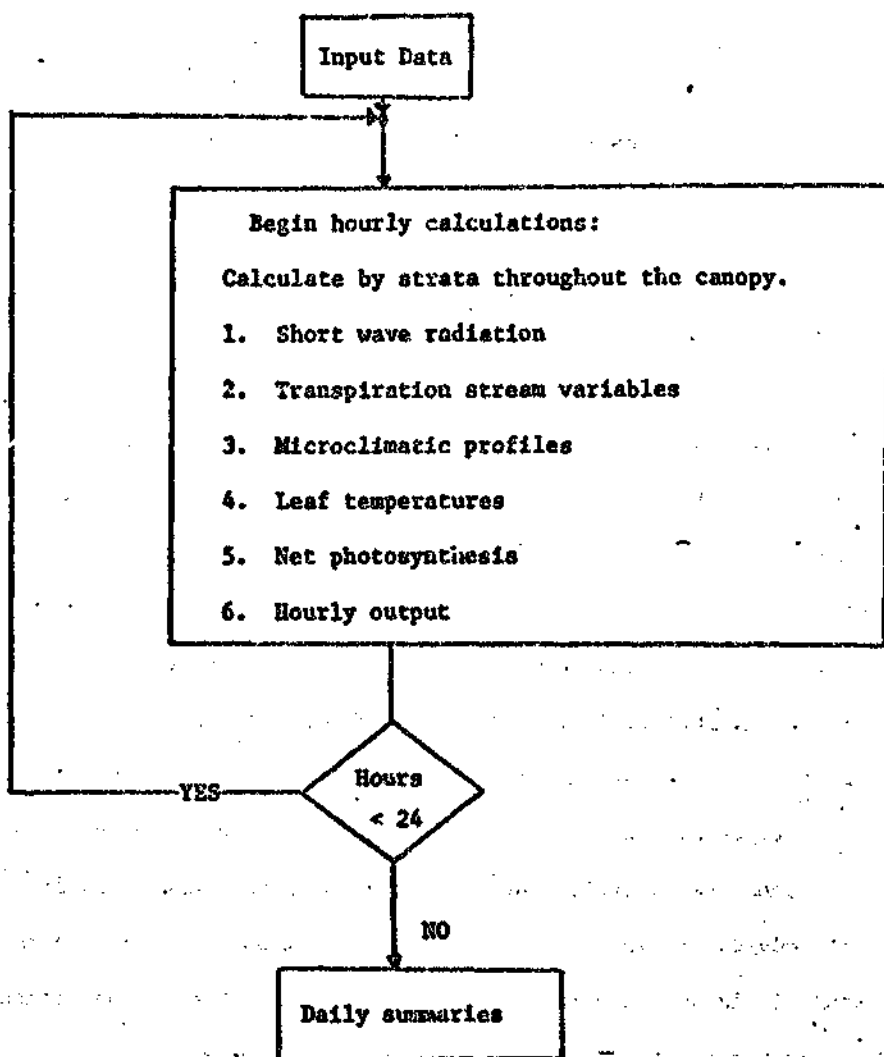 Input Data
Begin hourly calculations:
Calculate by strata throughout the canopy.
1. Short wave radiation
2. Transpiration stream variables
3. Microclimatic profiles
4. Leaf temperatures
5. Net photosynthesis
6. Hourly output
Hours
< 24
YES
NO
Daily summaries